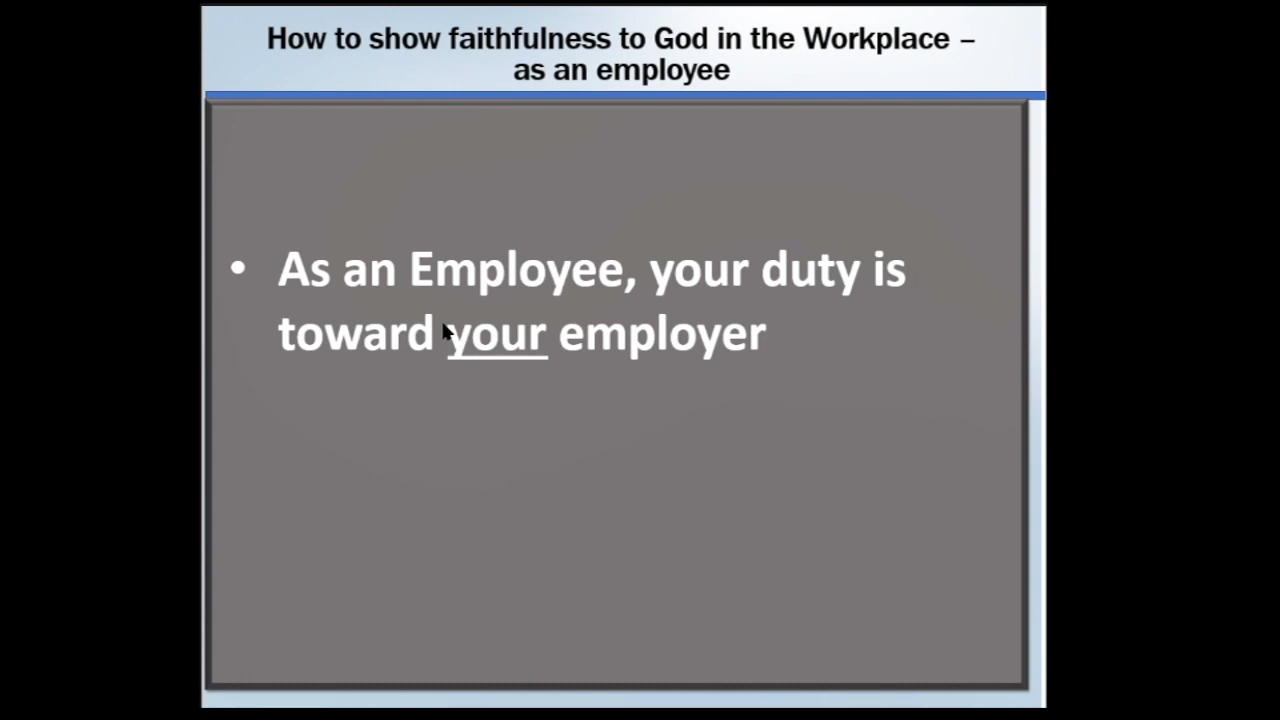 How to show faithfulness to God in the Workplace –
as an employee
• As an Employee, your duty is
toward your employer